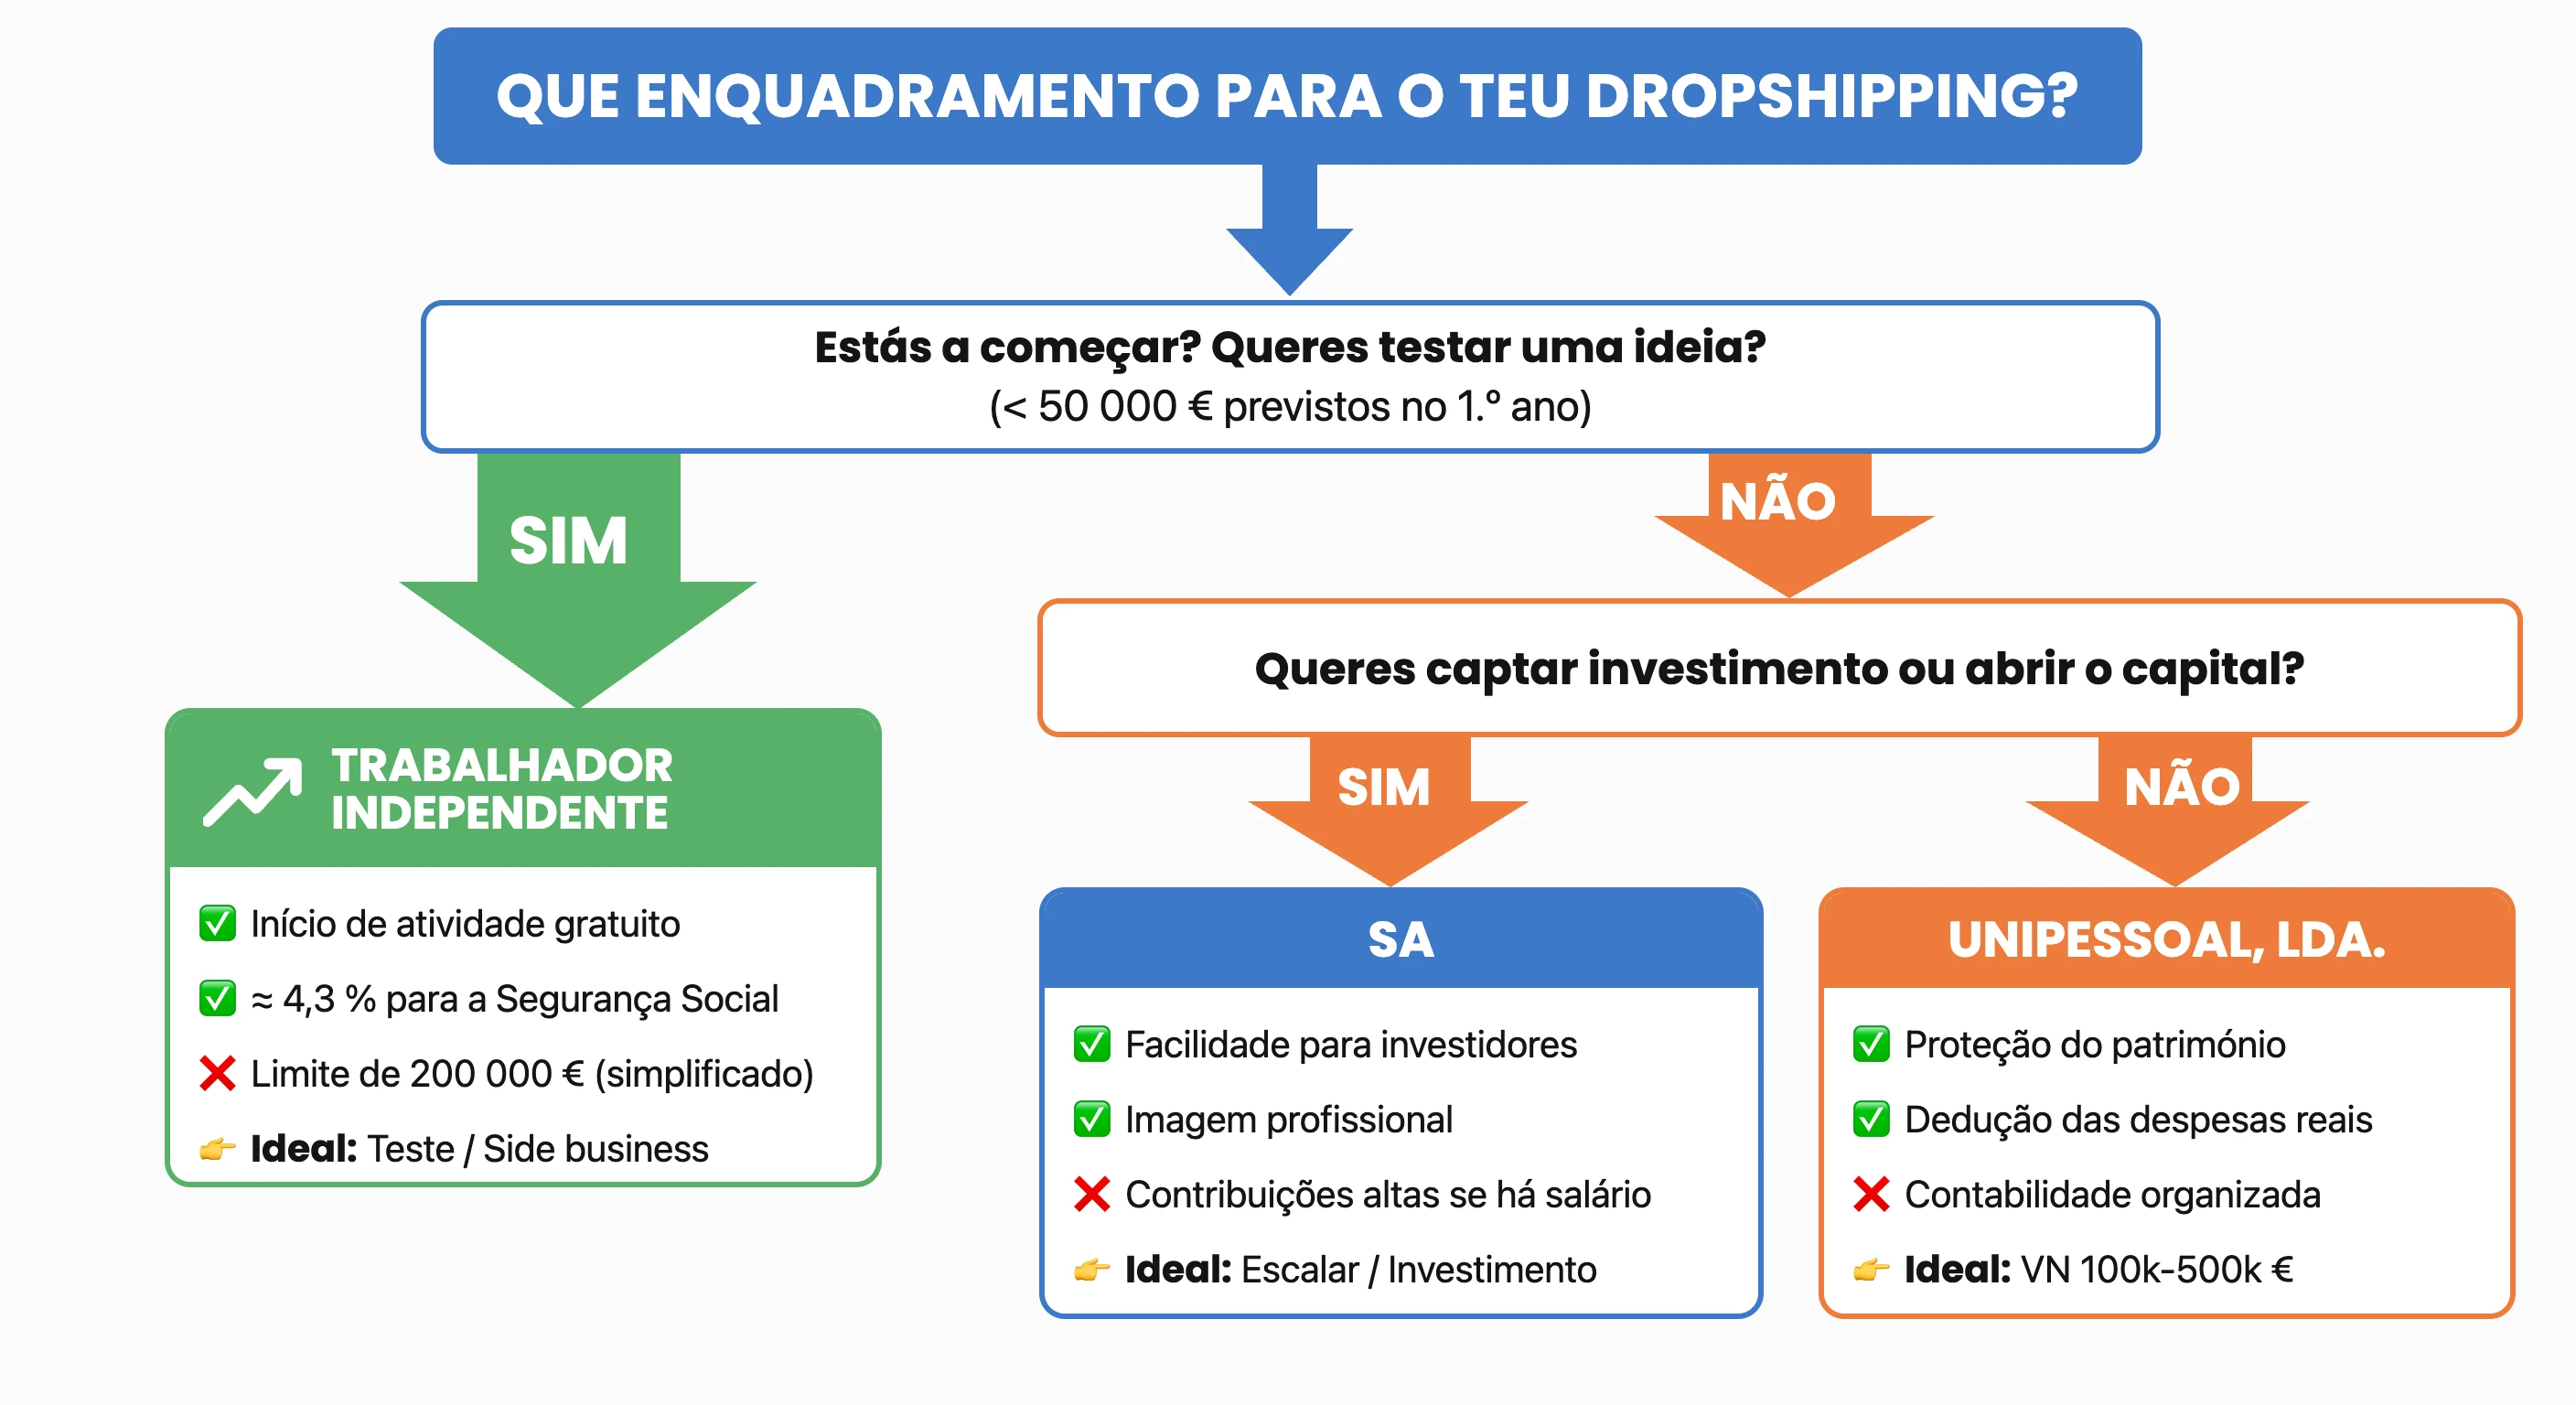 QUE ENQUADRAMENTO PARA O TEU DROPSHIPPING?
Estás a começar? Queres testar uma ideia?
(< 50 000 € previstos no 1.º ano)
SIM
NÃO
Queres captar investimento ou abrir o capital?
TRABALHADOR
INDEPENDENTE
✅ Início de atividade gratuito
✅ ≈ 4,3 % para a Segurança Social
❌ Limite de 200 000 € (simplificado)
👉 Ideal: Teste / Side business
SIM
NÃO
SA
✅ Facilidade para investidores
✅ Imagem profissional
❌ Contribuições altas se há salário
👉 Ideal: Escalar / Investimento
UNIPESSOAL, LDA.
✅ Proteção do património
✅ Dedução das despesas reais
❌ Contabilidade organizada
👉 Ideal: VN 100k-500k €